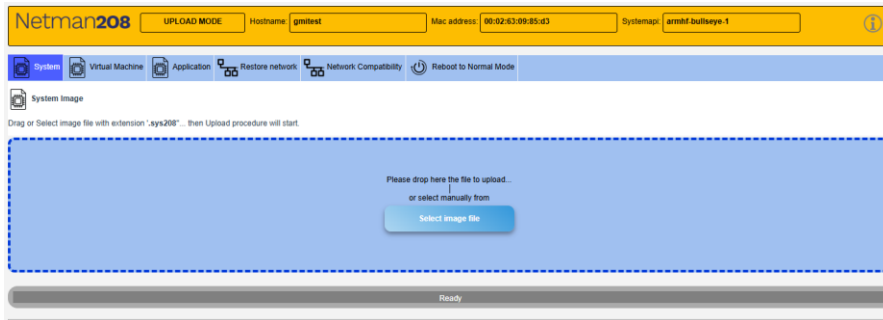 Netman208 UPLOAD MODE Hostname: gmitest Mac address: 00:02:63:09:85:d3 Systemapi: armhf-bullseye-1
System Virtual Machine Application Restore network Network Compatibility Reboot to Normal Mode
System Image
Drag or Select image file with extension '.sys208"... then Upload procedure will start.
Please drop here the file to upload...
|
or select manually from
Select image file
Ready